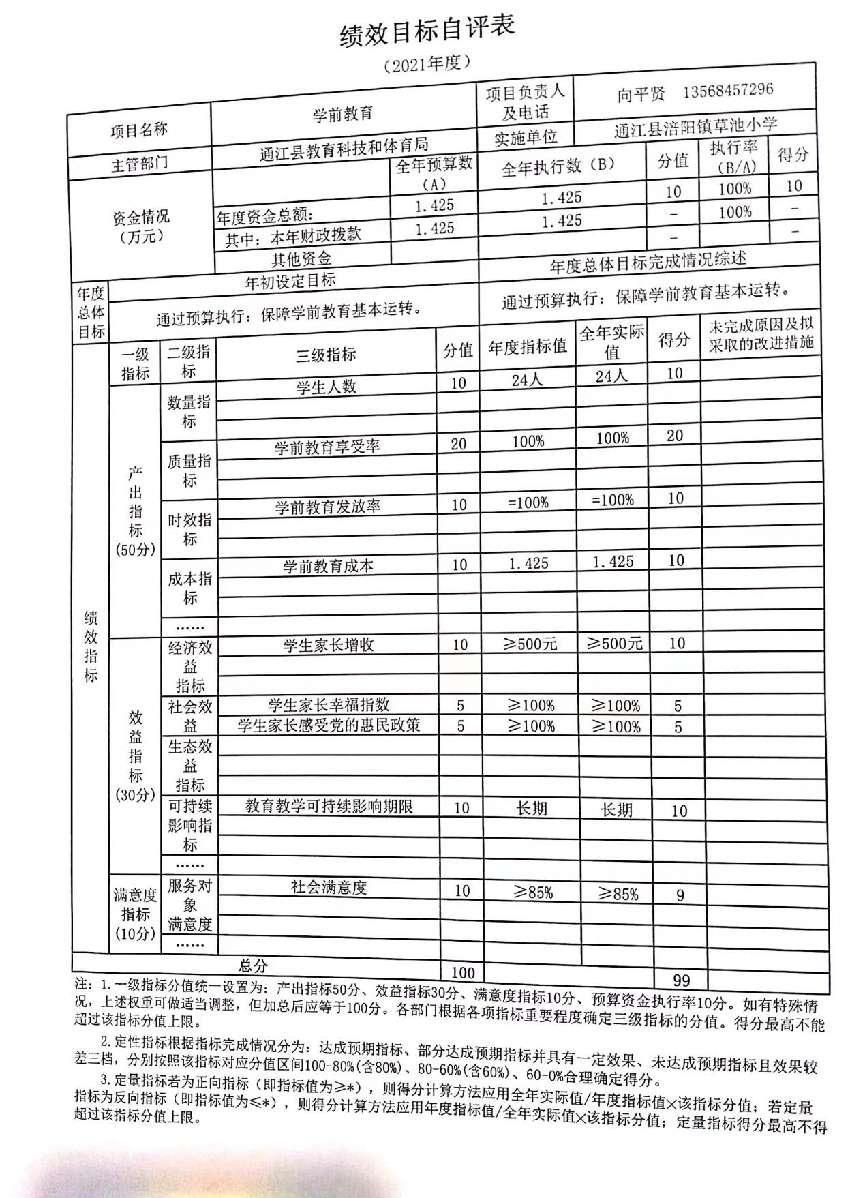 绩效目标自评表
（2021年度）
项目名称 学前教育 项目负责人及电话 向平贤 13568457296
主管部门 通江县教育科技和体育局 实施单位 通江县涪阳镇草池小学
资金情况（万元） 全年预算数（A） 全年执行数（B） 分值 执行率（B/A） 得分
年度资金总额： 1.425 1.425 10 100% 10
其中：本年财政拨款 1.425 1.425 - 100% -
其他资金 - -
年度总体目标 年初设定目标 年度总体目标完成情况综述
通过预算执行：保障学前教育基本运转。 通过预算执行：保障学前教育基本运转。
绩效指标 一级指标 二级指标 三级指标 分值 年度指标值 全年实际值 得分 未完成原因及拟采取的改进措施
产出指标(50分) 数量指标 学生人数 10 24人 24人 10
质量指标 学前教育享受率 20 100% 100% 20
时效指标 学前教育发放率 10 =100% =100% 10
成本指标 学前教育成本 10 1.425 1.425 10
……
效益指标(30分) 经济效益指标 学生家长增收 10 ≥500元 ≥500元 10
社会效益 学生家长幸福指数 5 ≥100% ≥100% 5
学生家长感受党的惠民政策 5 ≥100% ≥100% 5
生态效益指标
可持续影响指标 教育教学可持续影响期限 10 长期 长期 10
……
满意度指标(10分) 服务对象满意度 社会满意度 10 ≥85% ≥85% 9
……
总分 100 99
注：1.一级指标分值统一设置为：产出指标50分、效益指标30分、满意度指标10分、预算资金执行率10分。如有特殊情
况，上述权重可做适当调整，但加总后应等于100分。各部门根据各项指标重要程度确定三级指标的分值。得分最高不能
超过该指标分值上限。
2.定性指标根据指标完成情况分为：达成预期指标、部分达成预期指标并具有一定效果、未达成预期指标且效果较
差三档，分别按照该指标对应分值区间100-80%(含80%)、80-60%(含60%)、60-0%合理确定得分。
3.定量指标若为正向指标（即指标值为≥*），则得分计算方法应用全年实际值/年度指标值×该指标分值；若定量
指标为反向指标（即指标值为≤*），则得分计算方法应用年度指标值/全年实际值×该指标分值；定量指标得分最高不得
超过该指标分值上限。